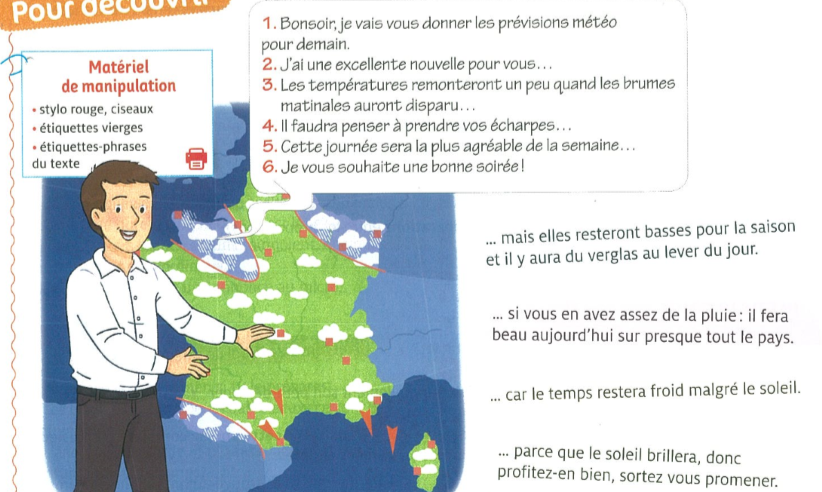 Pour découvrir
Matériel
de manipulation
• stylo rouge, ciseaux
• étiquettes vierges
• étiquettes-phrases
du texte
1. Bonsoir, je vais vous donner les prévisions météo
pour demain.
2. J'ai une excellente nouvelle pour vous...
3. Les températures remonteront un peu quand les brumes
matinales auront disparu...
4. Il faudra penser à prendre vos écharpes...
5. Cette journée sera la plus agréable de la semaine...
6. Je vous souhaite une bonne soirée !
... mais elles resteront basses pour la saison
et il y aura du verglas au lever du jour.
... si vous en avez assez de la pluie : il fera
beau aujourd'hui sur presque tout le pays.
... car le temps restera froid malgré le soleil.
... parce que le soleil brillera, donc
profitez-en bien, sortez vous promener.